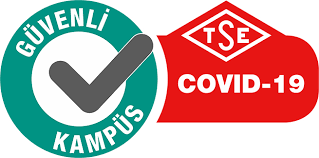 GÜVENLİ
KAMPÜS
TSE
COVID-19